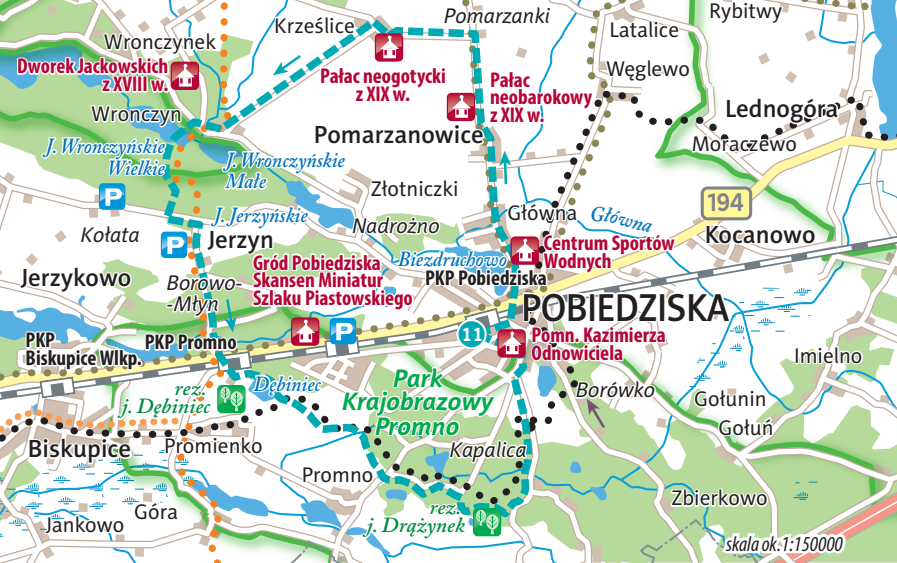 Krześlice
Pomarzanki
Rybitwy
Latalice
Wronczynek
Dworek Jackowskich
z XVIII w.
Pałac neogotycki
z XIX w.
Pałac
neobarokowy
z XIX w.
Węglewo
Lednogóra
Wronczyn
Pomarzanowice
Moraczewo
J. Wronczyńskie
Wielkie
J. Wronczyńskie
Małe
P
Złotniczki
194
J. Jerzyńskie
Nadrożno
Główna
Główna
Kołata
P
Jerzyn
Kocanowo
Centrum Sportów
Wodnych
Biezdruchowo
PKP Pobiedziska
Jerzykowo
Borowo-
-Młyn
Gród Pobiedziska
Skansen Miniatur
Szlaku Piastowskiego
POBIEDZISKA
P
11
Pomn. Kazimierza
Odnowiciela
PKP
Biskupice Wlkp.
PKP Promno
Imielno
Park
Krajobrazowy
Promno
rez.
j. Dębiniec
Dębiniec
Borówko
Gołunin
Gołuń
Biskupice
Promienko
Kapalica
Promno
Zbierkowo
Góra
Jankowo
rez.
j. Drążynek
skala ok.1:150000